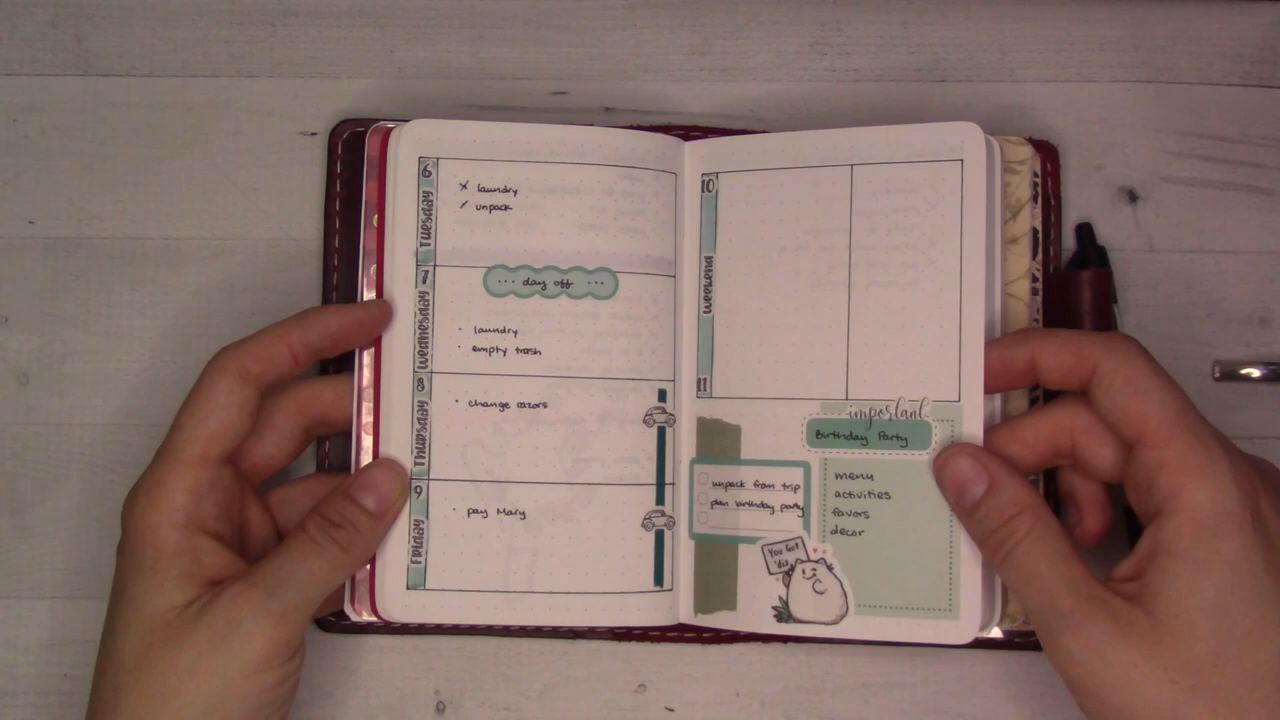 6
Tuesday
x laundry
/ unpack
7
Wednesday
··· day off ···
· laundry
· empty trash
8
Thursday
· change razors
9
Friday
· pay Mary
10
weekend
11
important
Birthday Party
menu
activities
favors
decor
unpack from trip
plan birthday party
You Got
'dis